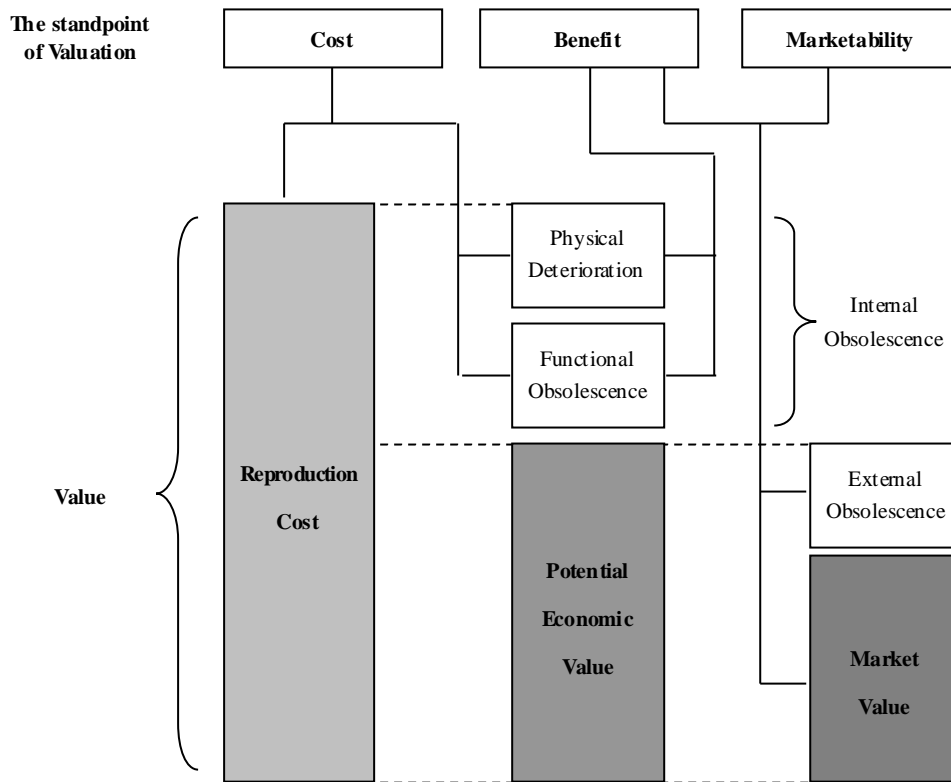 The standpoint
of Valuation
Cost
Benefit
Marketability
Physical
Deterioration
Internal
Obsolescence
Functional
Obsolescence
Value
Reproduction
Cost
External
Obsolescence
Potential
Economic
Value
Market
Value